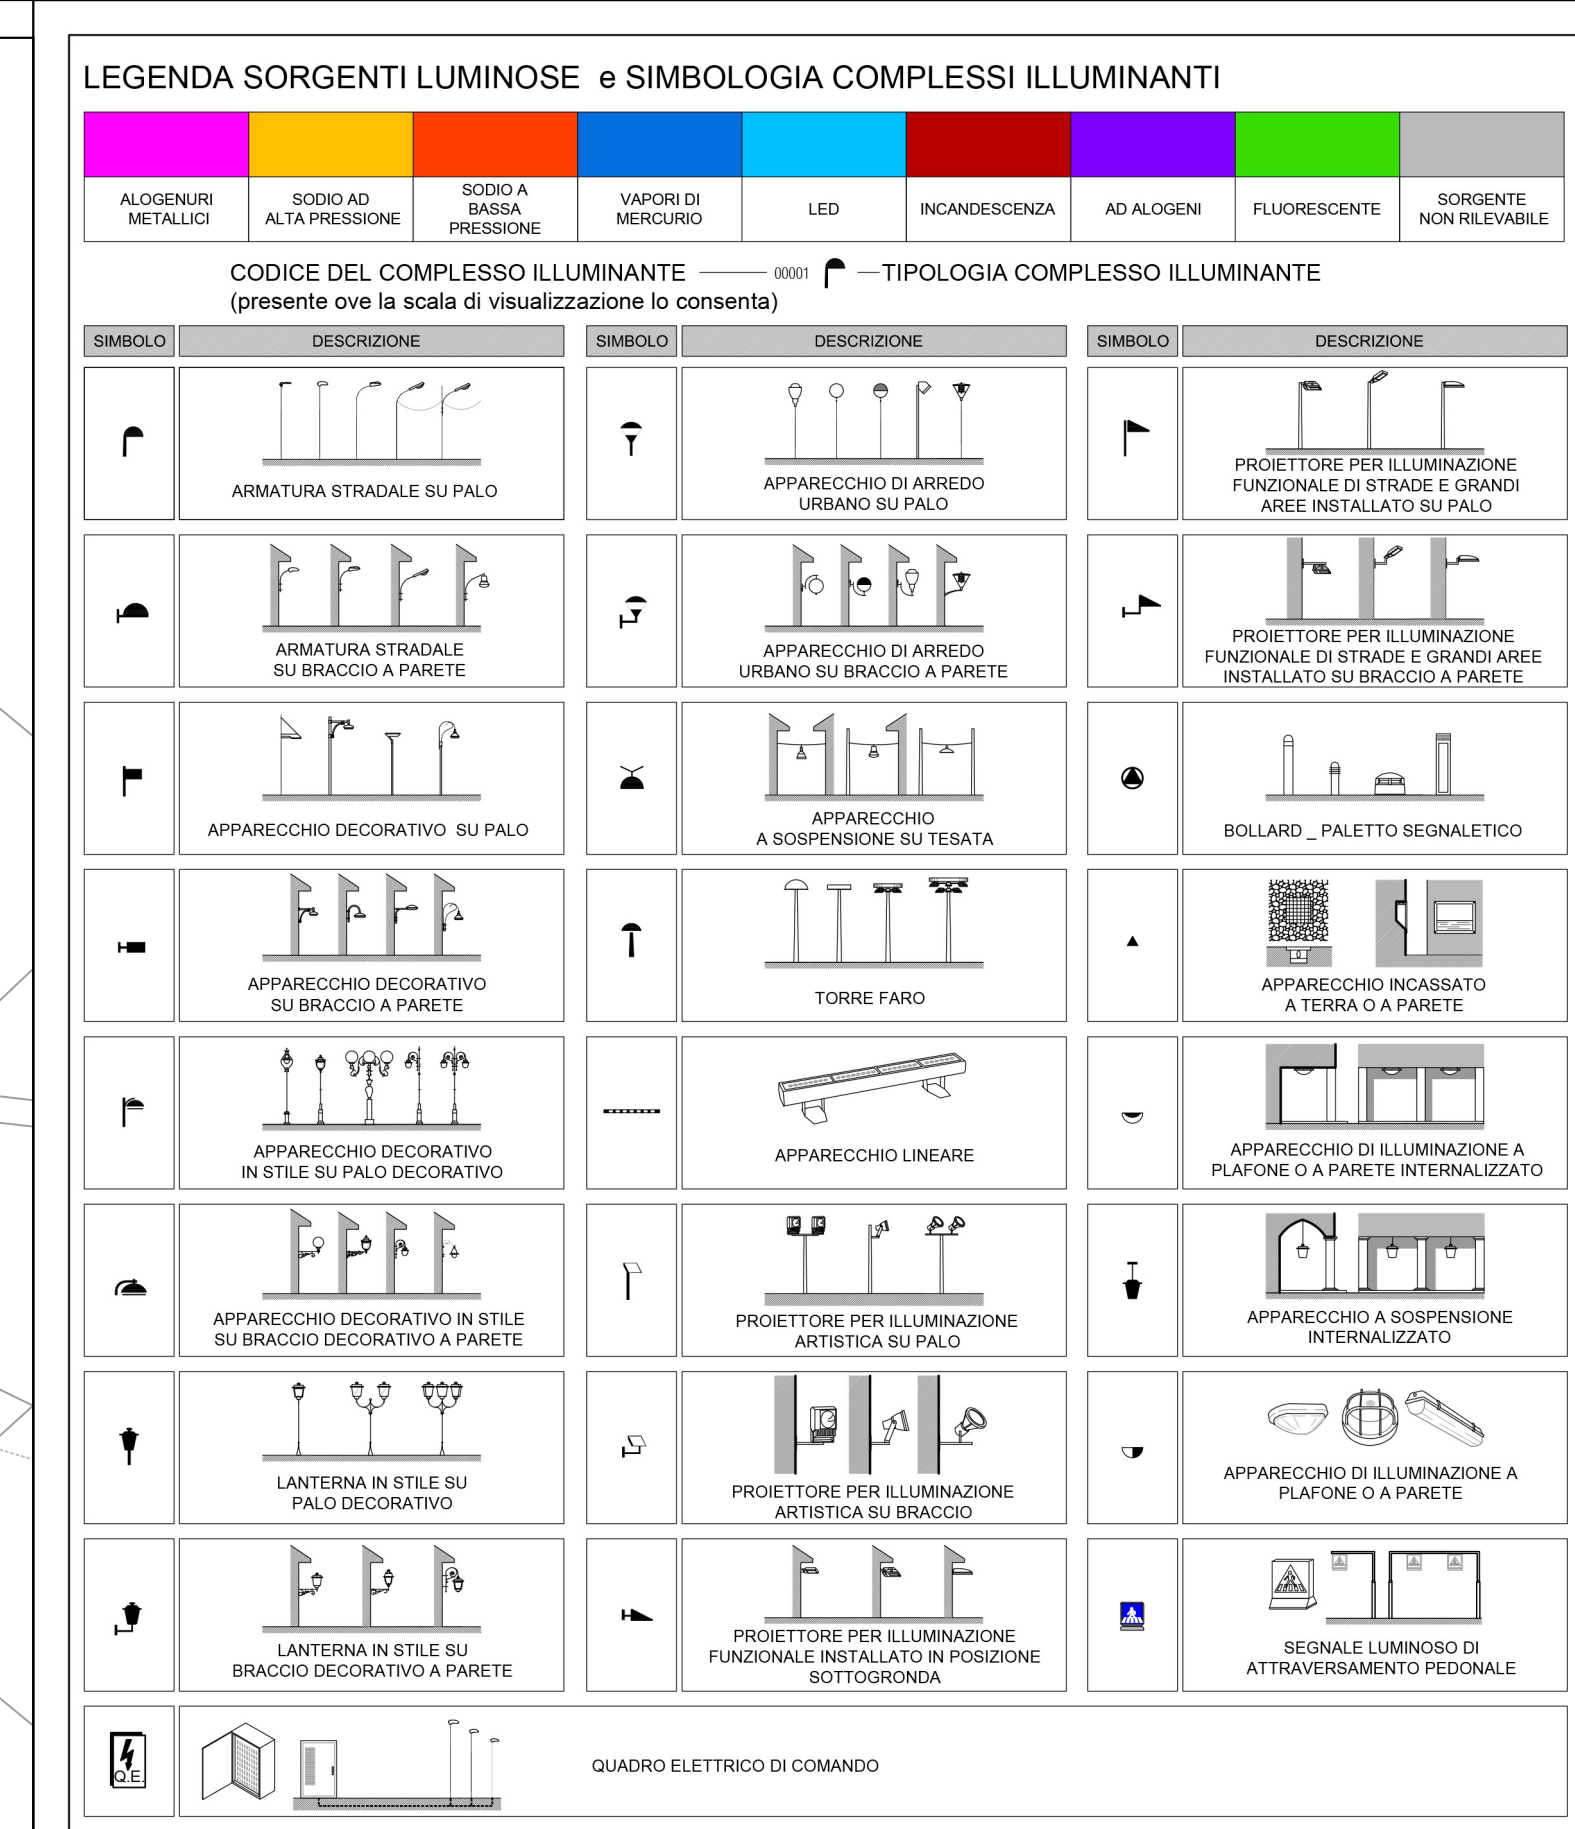 LEGENDA SORGENTI LUMINOSE e SIMBOLOGIA COMPLESSI ILLUMINANTI
ALOGENURI
METALLICI
SODIO AD
ALTA PRESSIONE
SODIO A
BASSA
PRESSIONE
VAPORI DI
MERCURIO
LED
INCANDESCENZA
AD ALOGENI
FLUORESCENTE
SORGENTE
NON RILEVABILE
CODICE DEL COMPLESSO ILLUMINANTE 00001 TIPOLOGIA COMPLESSO ILLUMINANTE
(presente ove la scala di visualizzazione lo consenta)
SIMBOLO DESCRIZIONE SIMBOLO DESCRIZIONE SIMBOLO DESCRIZIONE
ARMATURA STRADALE SU PALO
APPARECCHIO DI ARREDO
URBANO SU PALO
PROIETTORE PER ILLUMINAZIONE
FUNZIONALE DI STRADE E GRANDI
AREE INSTALLATO SU PALO
ARMATURA STRADALE
SU BRACCIO A PARETE
APPARECCHIO DI ARREDO
URBANO SU BRACCIO A PARETE
PROIETTORE PER ILLUMINAZIONE
FUNZIONALE DI STRADE E GRANDI AREE
INSTALLATO SU BRACCIO A PARETE
APPARECCHIO DECORATIVO SU PALO
APPARECCHIO
A SOSPENSIONE SU TESATA
BOLLARD _ PALETTO SEGNALETICO
APPARECCHIO DECORATIVO
SU BRACCIO A PARETE
TORRE FARO
APPARECCHIO INCASSATO
A TERRA O A PARETE
APPARECCHIO DECORATIVO
IN STILE SU PALO DECORATIVO
APPARECCHIO LINEARE
APPARECCHIO DI ILLUMINAZIONE A
PLAFONE O A PARETE INTERNALIZZATO
APPARECCHIO DECORATIVO IN STILE
SU BRACCIO DECORATIVO A PARETE
PROIETTORE PER ILLUMINAZIONE
ARTISTICA SU PALO
APPARECCHIO A SOSPENSIONE
INTERNALIZZATO
LANTERNA IN STILE SU
PALO DECORATIVO
PROIETTORE PER ILLUMINAZIONE
ARTISTICA SU BRACCIO
APPARECCHIO DI ILLUMINAZIONE A
PLAFONE O A PARETE
LANTERNA IN STILE SU
BRACCIO DECORATIVO A PARETE
PROIETTORE PER ILLUMINAZIONE
FUNZIONALE INSTALLATO IN POSIZIONE
SOTTOGRONDA
SEGNALE LUMINOSO DI
ATTRAVERSAMENTO PEDONALE
Q.E.
QUADRO ELETTRICO DI COMANDO